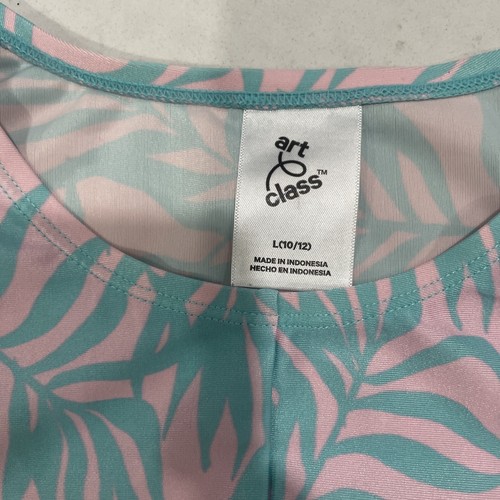 art
class™
L(10/12)
MADE IN INDONESIA
HECHO EN INDONESIA